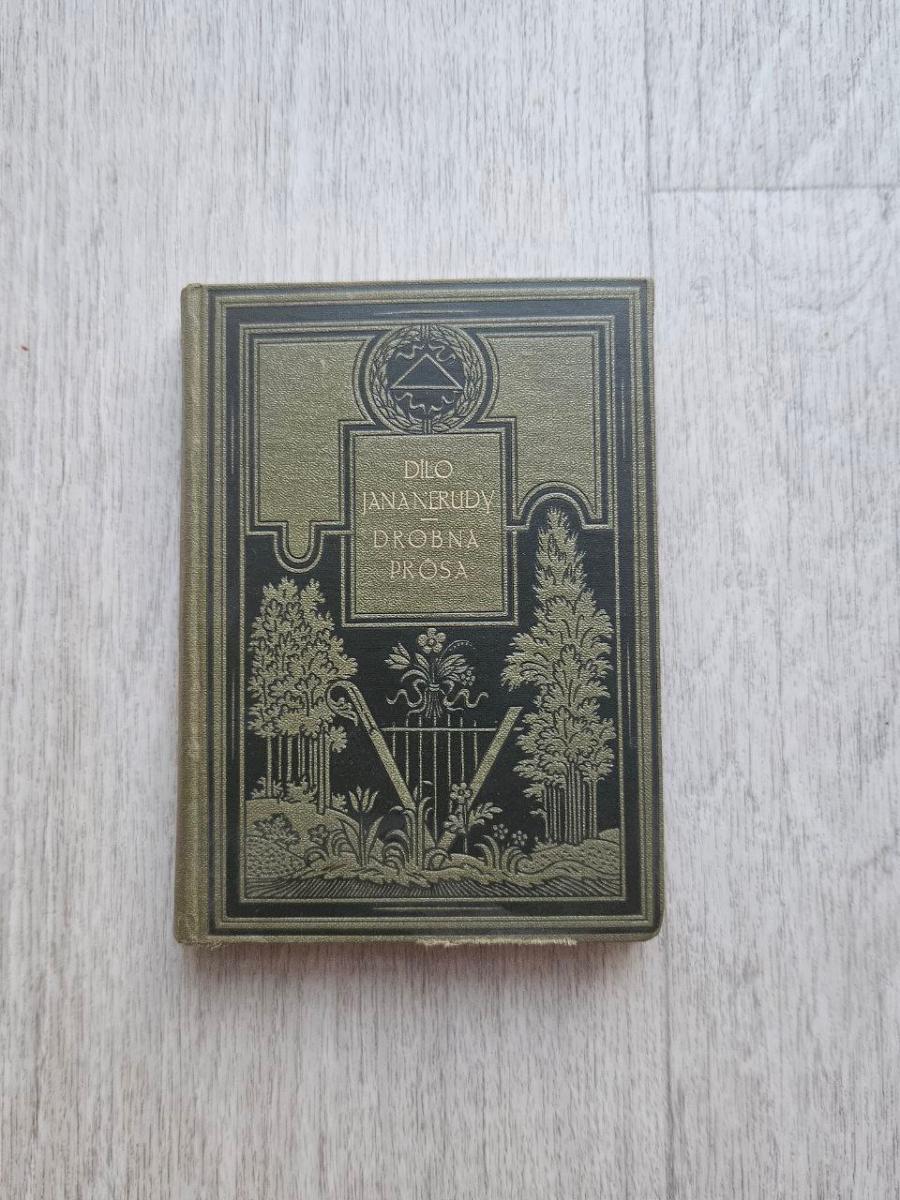 DÍLO
JANA NERUDY
DROBNÁ
PRÓSA